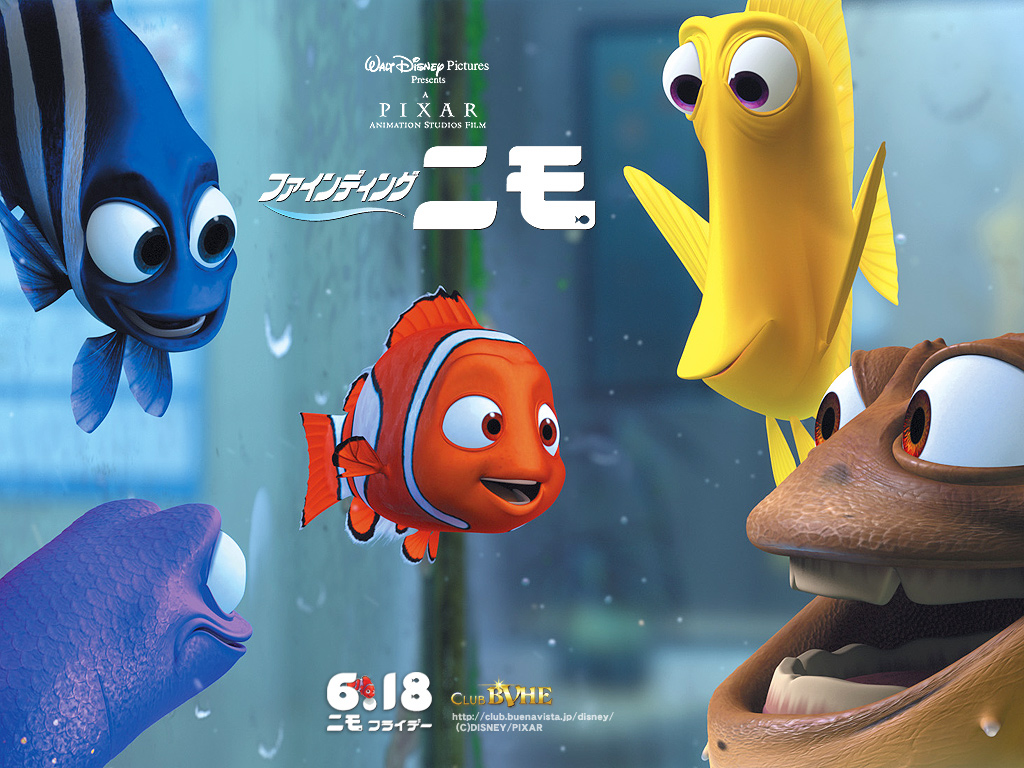 WALT DISNEY Pictures
Presents
A
PIXAR
ANIMATION STUDIOS FILM
ファインディング ニモ
6.18
ニモ フライデー
CLUB BVHE
http://club.buenavista.jp/disney/
(C)DISNEY/PIXAR